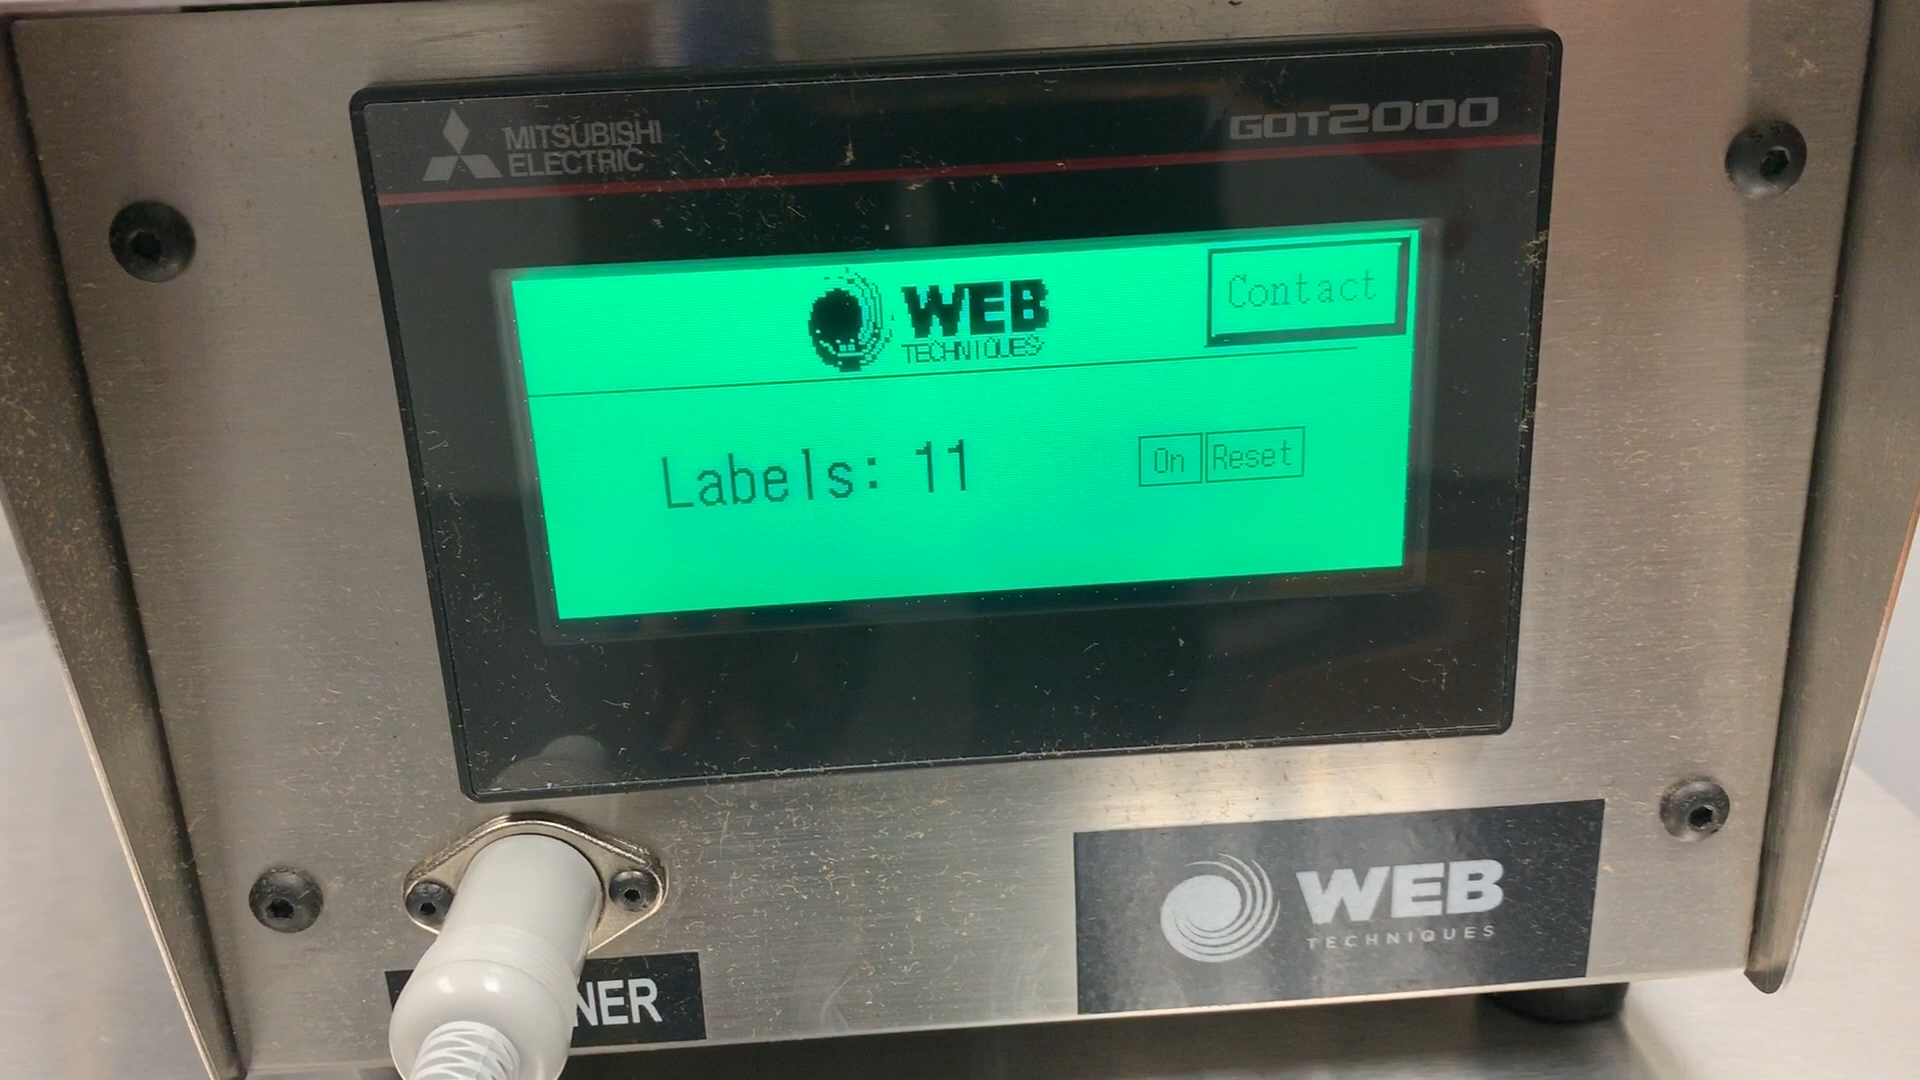 MITSUBISHI
ELECTRIC
GOT2000
WEB
TECHNIQUES
Contact
Labels: 11
On
Reset
NER
WEB
TECHNIQUES